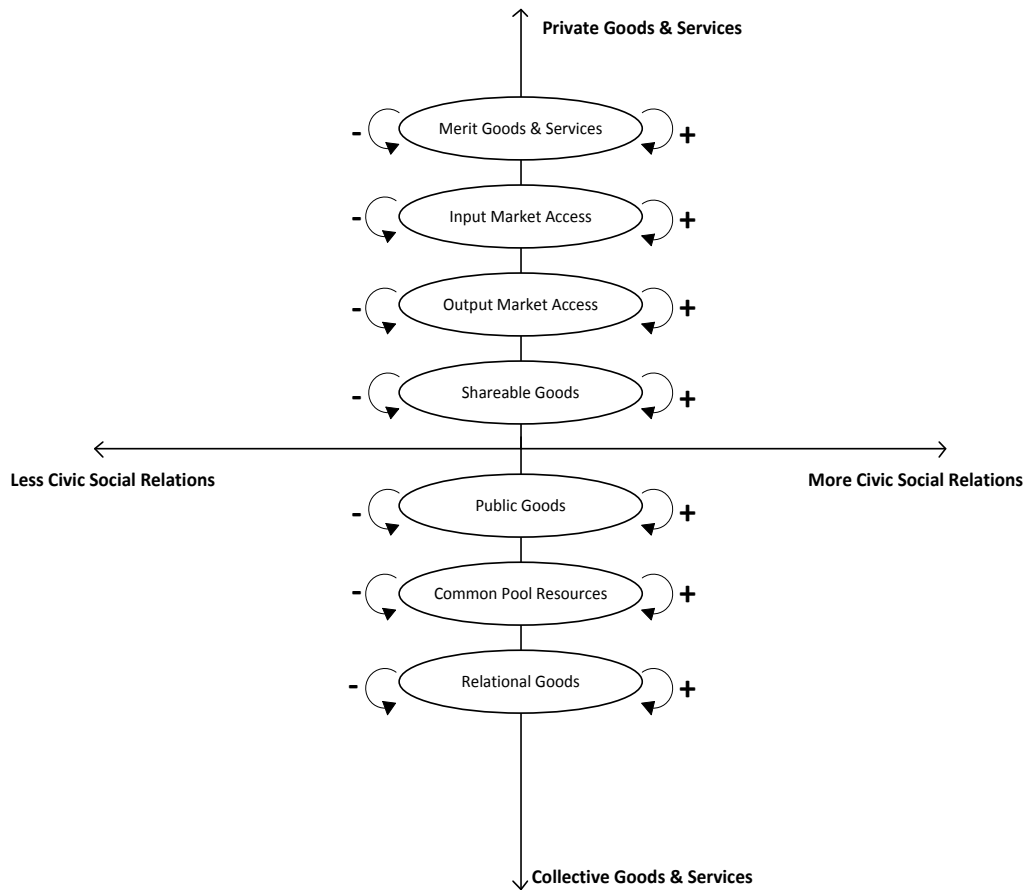 Private Goods & Services
- Merit Goods & Services +
- Input Market Access +
- Output Market Access +
- Shareable Goods +
Less Civic Social Relations
More Civic Social Relations
- Public Goods +
- Common Pool Resources +
- Relational Goods +
Collective Goods & Services